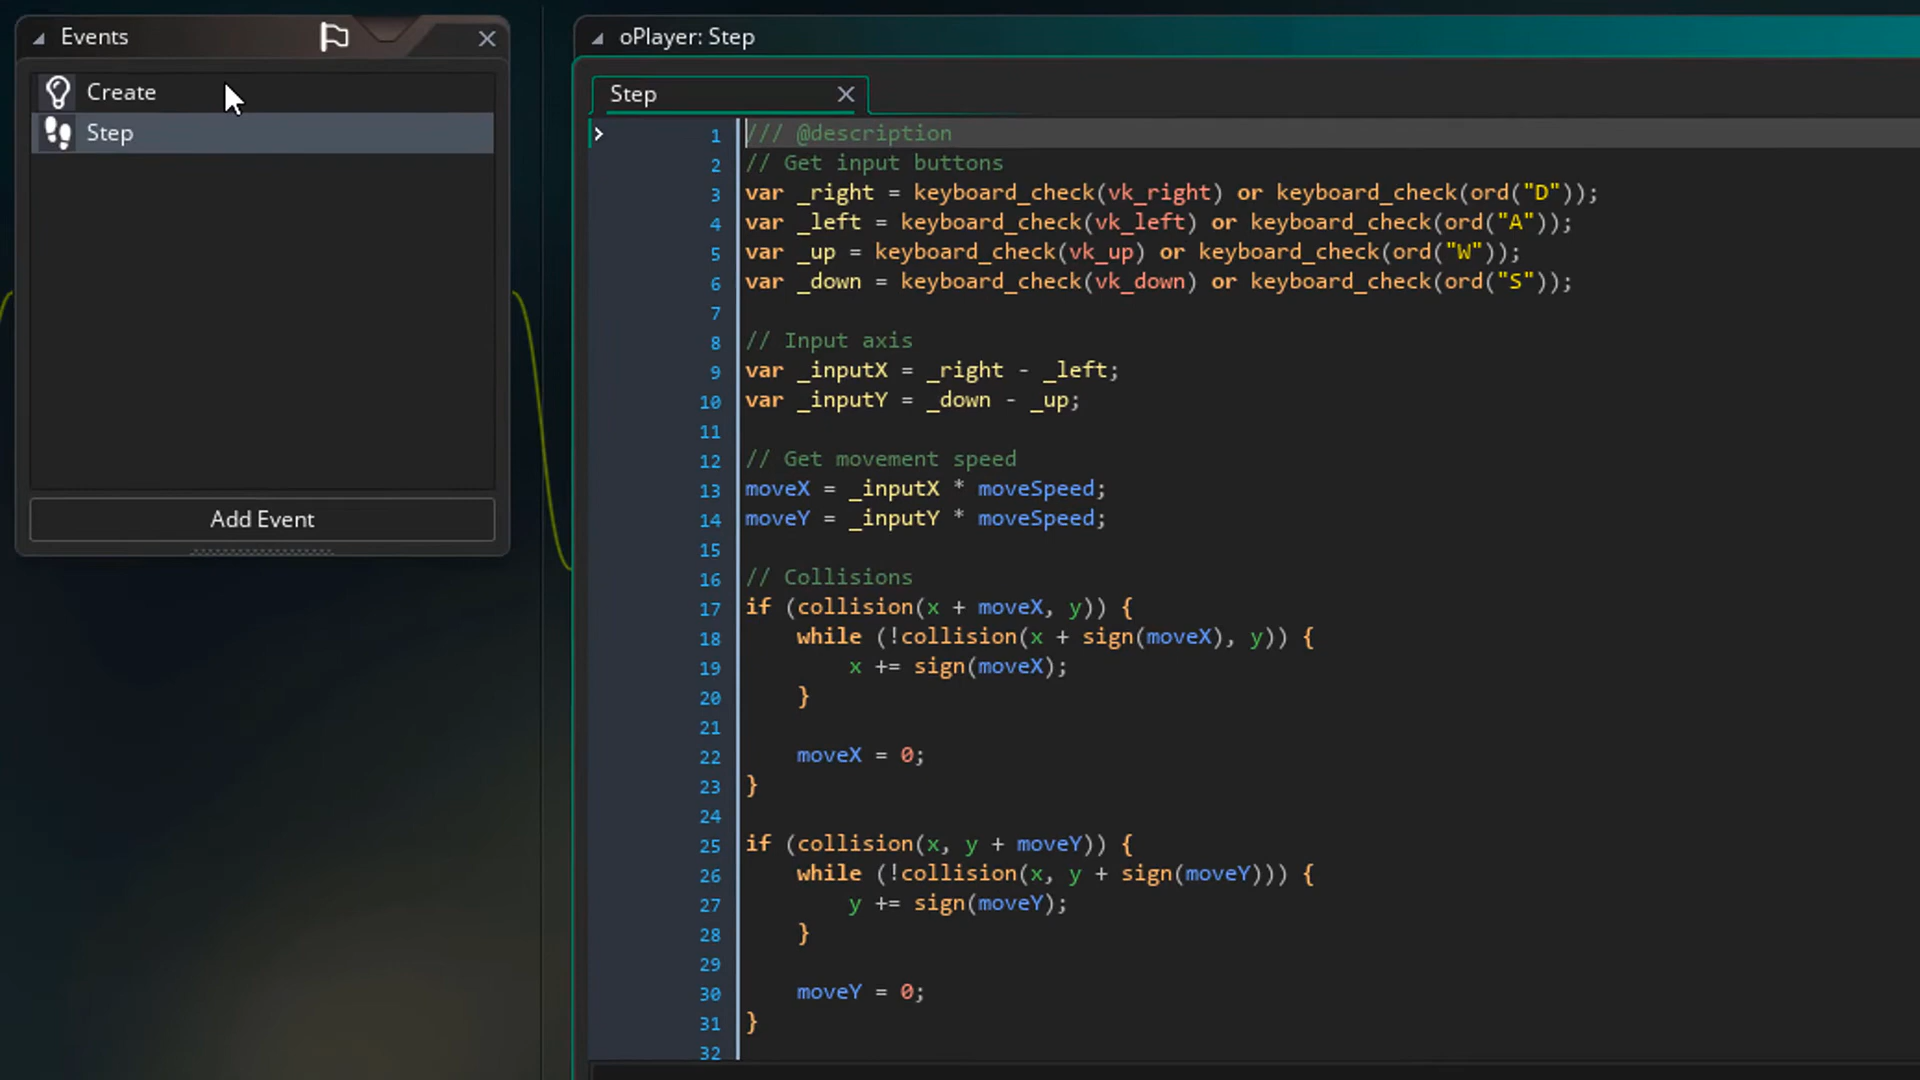 Events
Create
Step
Add Event
oPlayer: Step
Step
1 /// @description
2 // Get input buttons
3 var _right = keyboard_check(vk_right) or keyboard_check(ord("D"));
4 var _left = keyboard_check(vk_left) or keyboard_check(ord("A"));
5 var _up = keyboard_check(vk_up) or keyboard_check(ord("W"));
6 var _down = keyboard_check(vk_down) or keyboard_check(ord("S"));
7
8 // Input axis
9 var _inputX = _right - _left;
10 var _inputY = _down - _up;
11
12 // Get movement speed
13 moveX = _inputX * moveSpeed;
14 moveY = _inputY * moveSpeed;
15
16 // Collisions
17 if (collision(x + moveX, y)) {
18     while (!collision(x + sign(moveX), y)) {
19         x += sign(moveX);
20     }
21
22     moveX = 0;
23 }
24
25 if (collision(x, y + moveY)) {
26     while (!collision(x, y + sign(moveY))) {
27         y += sign(moveY);
28     }
29
30     moveY = 0;
31 }
32